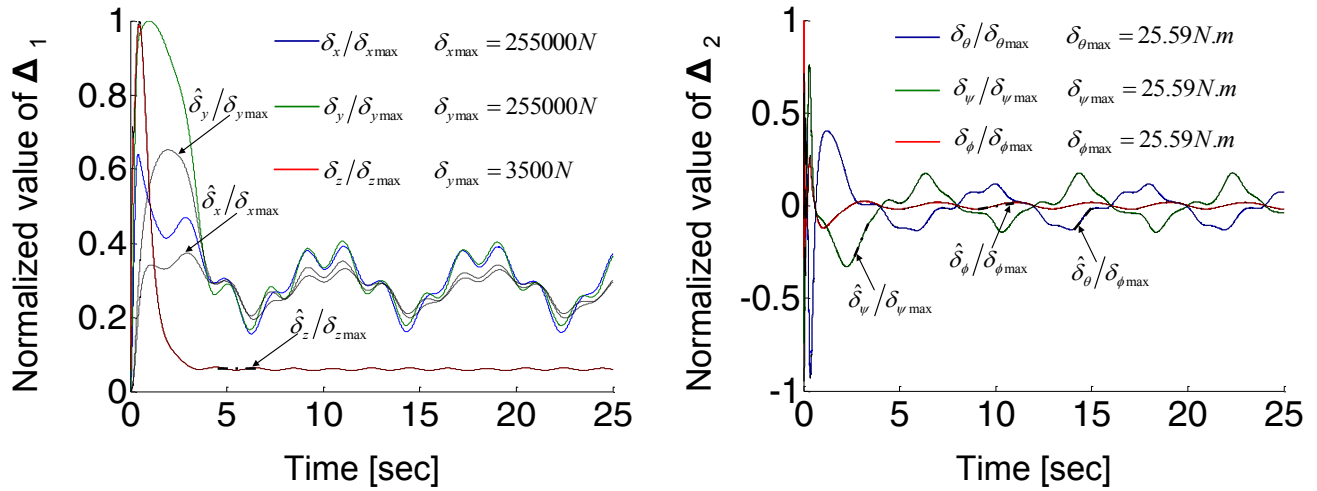 Normalized value of Δ 1
1
0.8
0.6
0.4
0.2
0
0 5 10 15 20 25
Time [sec]
δx/δxmax δxmax = 255000N
δy/δymax δymax = 255000N
δz/δzmax δymax = 3500N
δ̂y/δymax
δ̂x/δxmax
δ̂z/δzmax
Normalized value of Δ 2
1
0.5
0
-0.5
-1
0 5 10 15 20 25
Time [sec]
δθ/δθmax δθmax = 25.59N.m
δψ/δψmax δψmax = 25.59N.m
δϕ/δϕmax δϕmax = 25.59N.m
δ̂ϕ/δϕmax
δ̂θ/δϕmax
δ̂ψ/δψmax